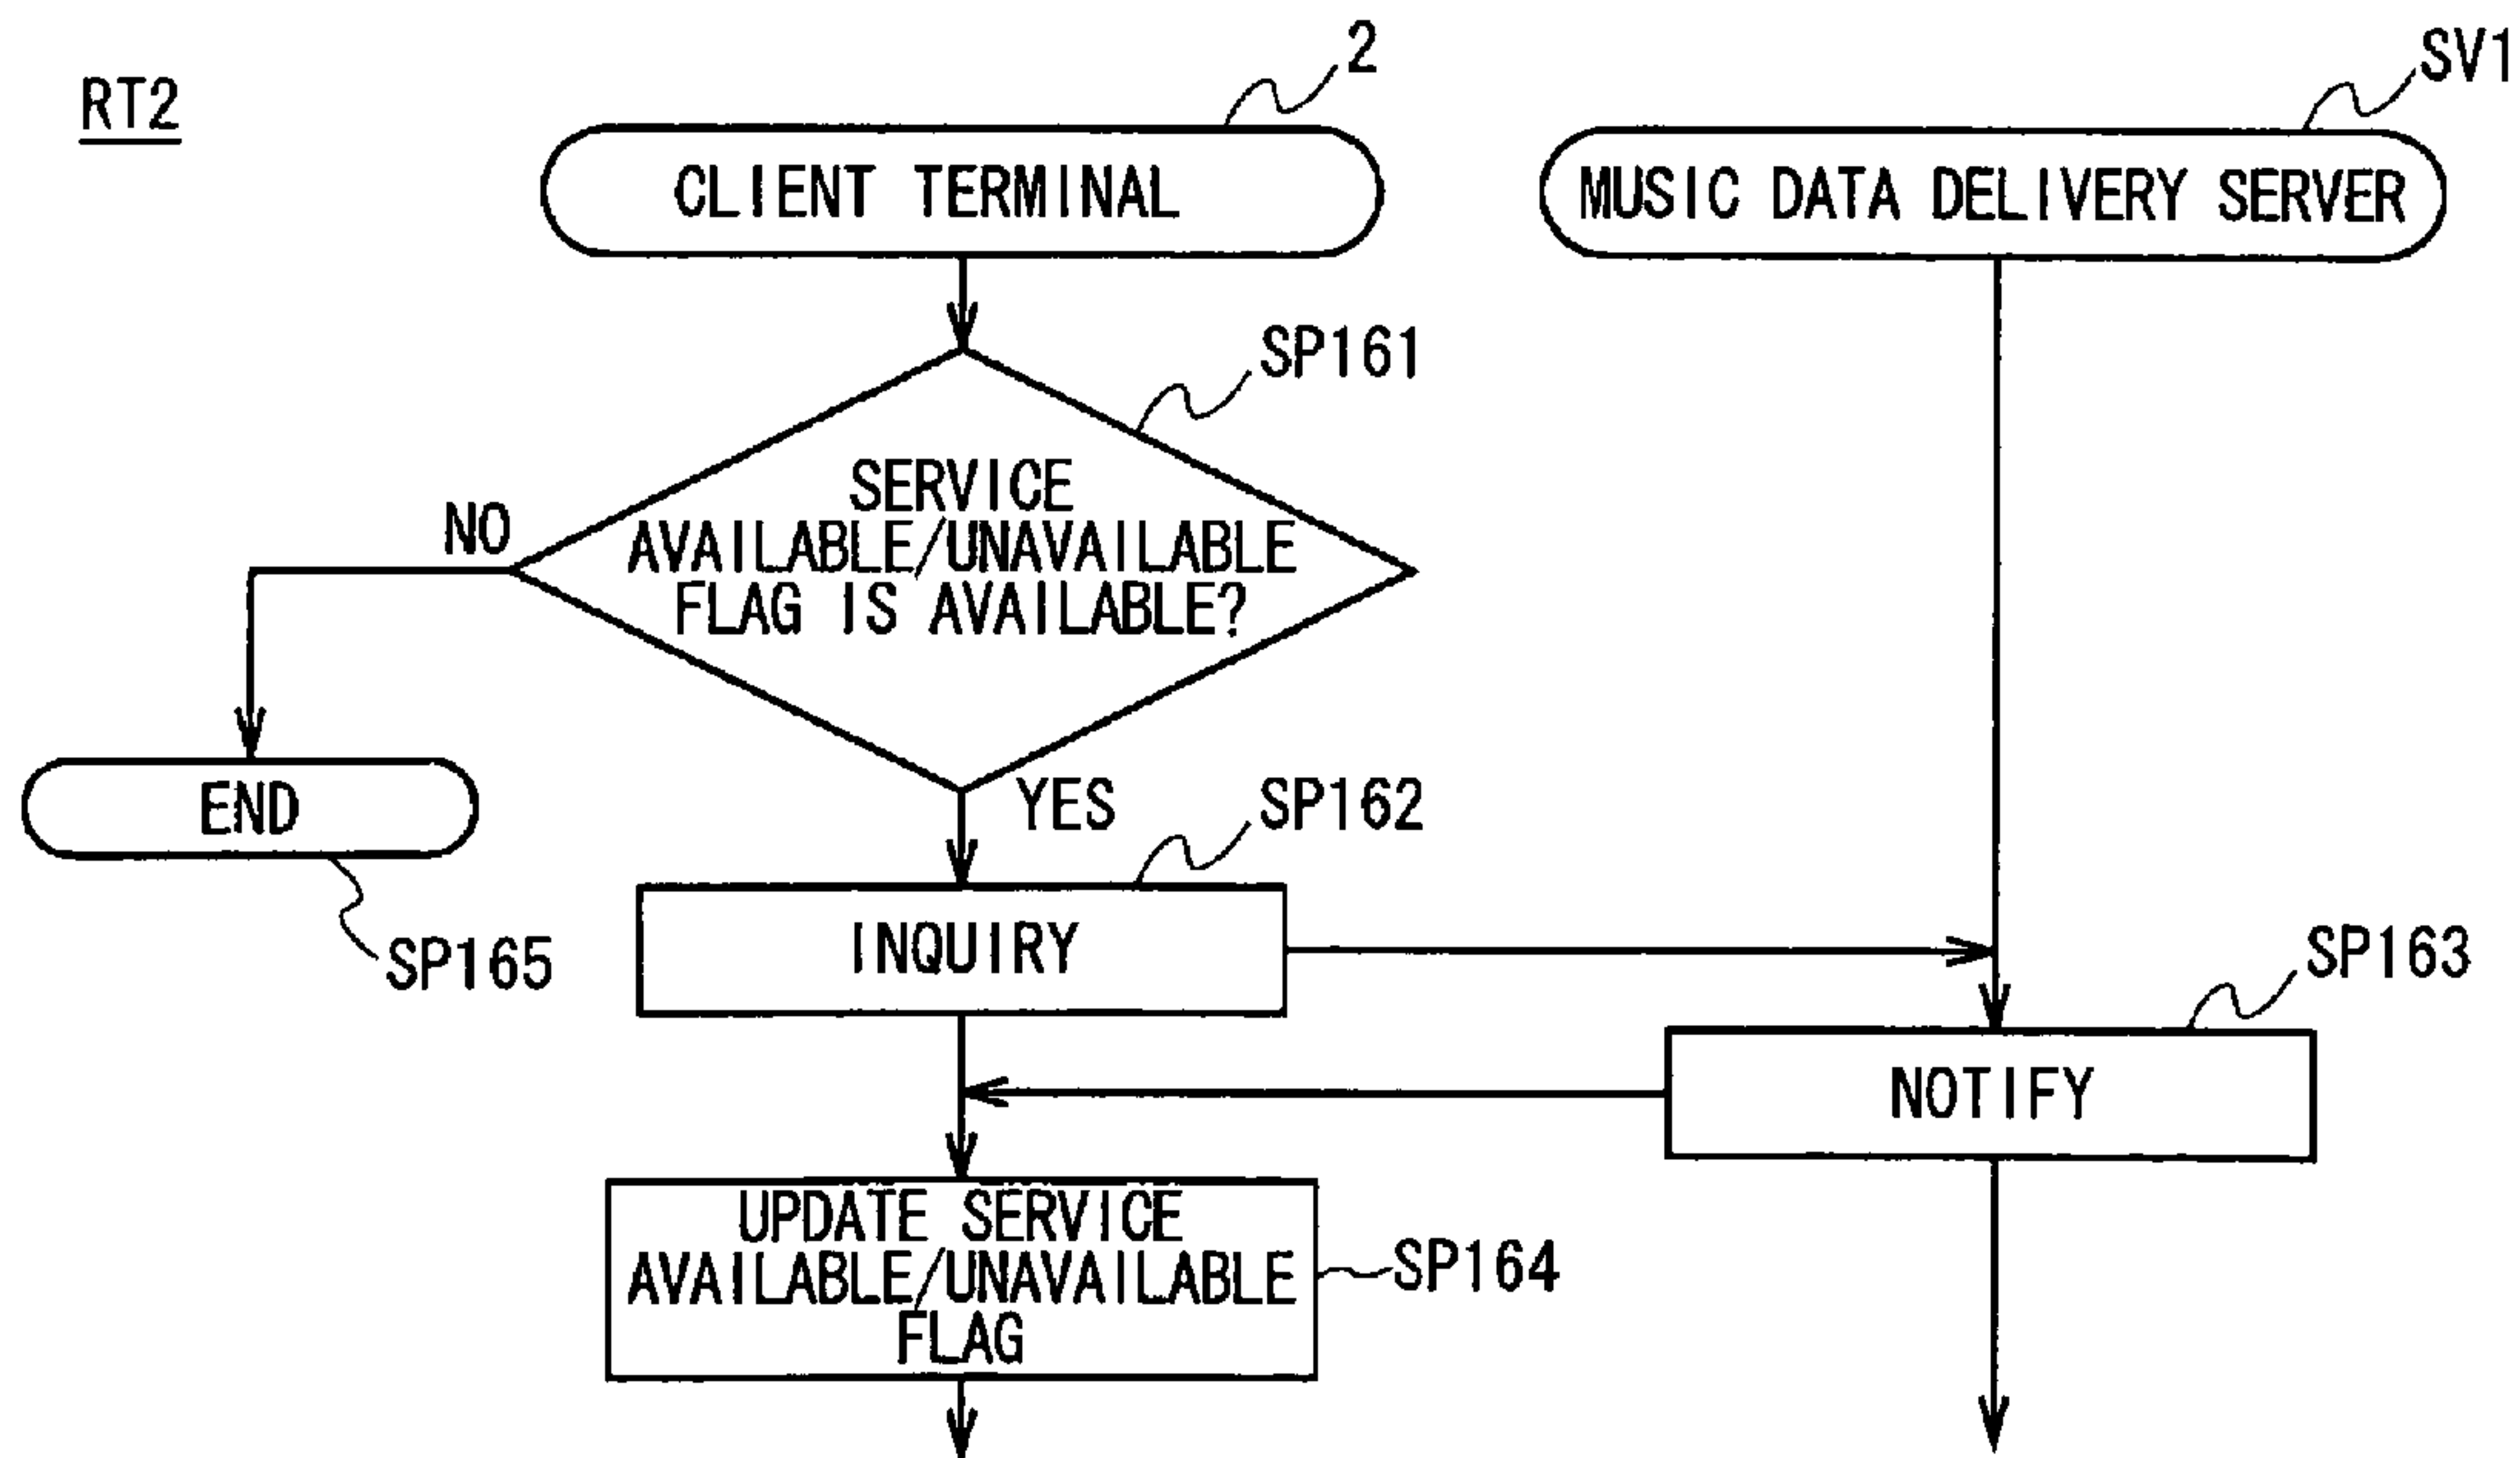 RT2
2
SV1
CLIENT TERMINAL
MUSIC DATA DELIVERY SERVER
SP161
SERVICE
AVAILABLE/UNAVAILABLE
FLAG IS AVAILABLE?
NO
YES
END
SP165
SP162
INQUIRY
SP163
NOTIFY
UPDATE SERVICE
AVAILABLE/UNAVAILABLE
FLAG
SP164